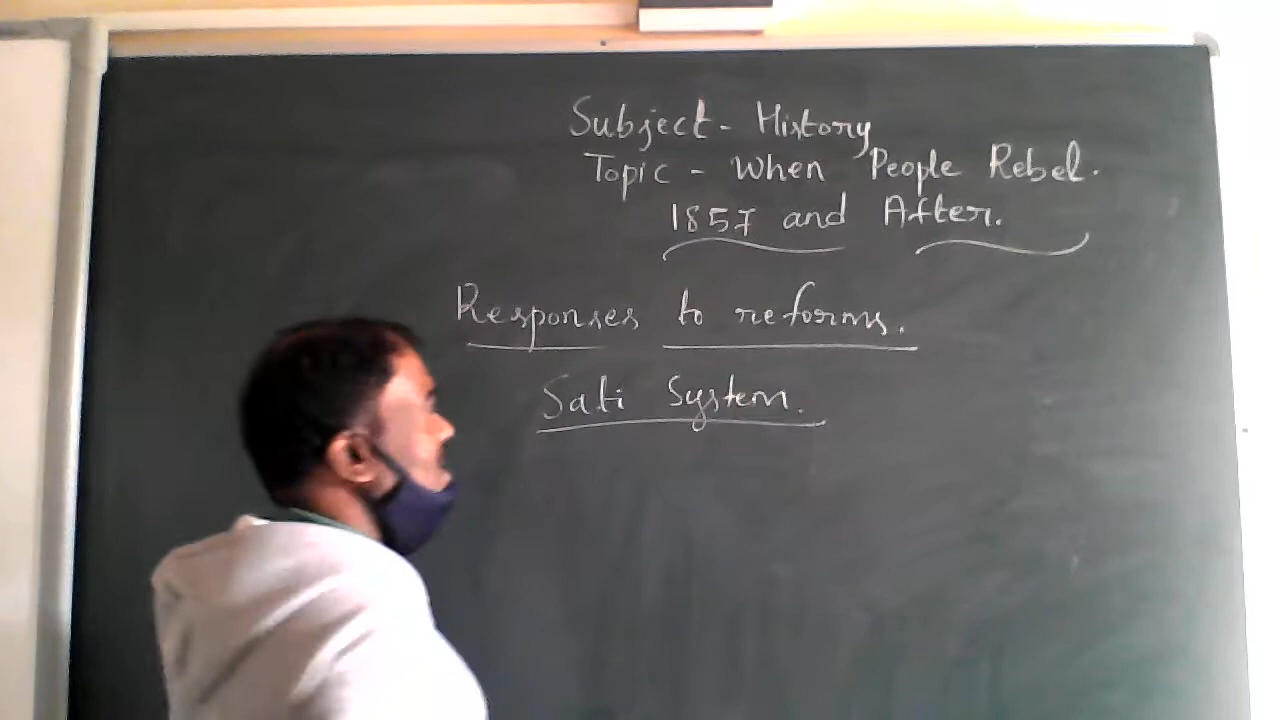 Subject - History
Topic - When People Rebel.
1857 and After.
Responses to reforms.
Sati System.